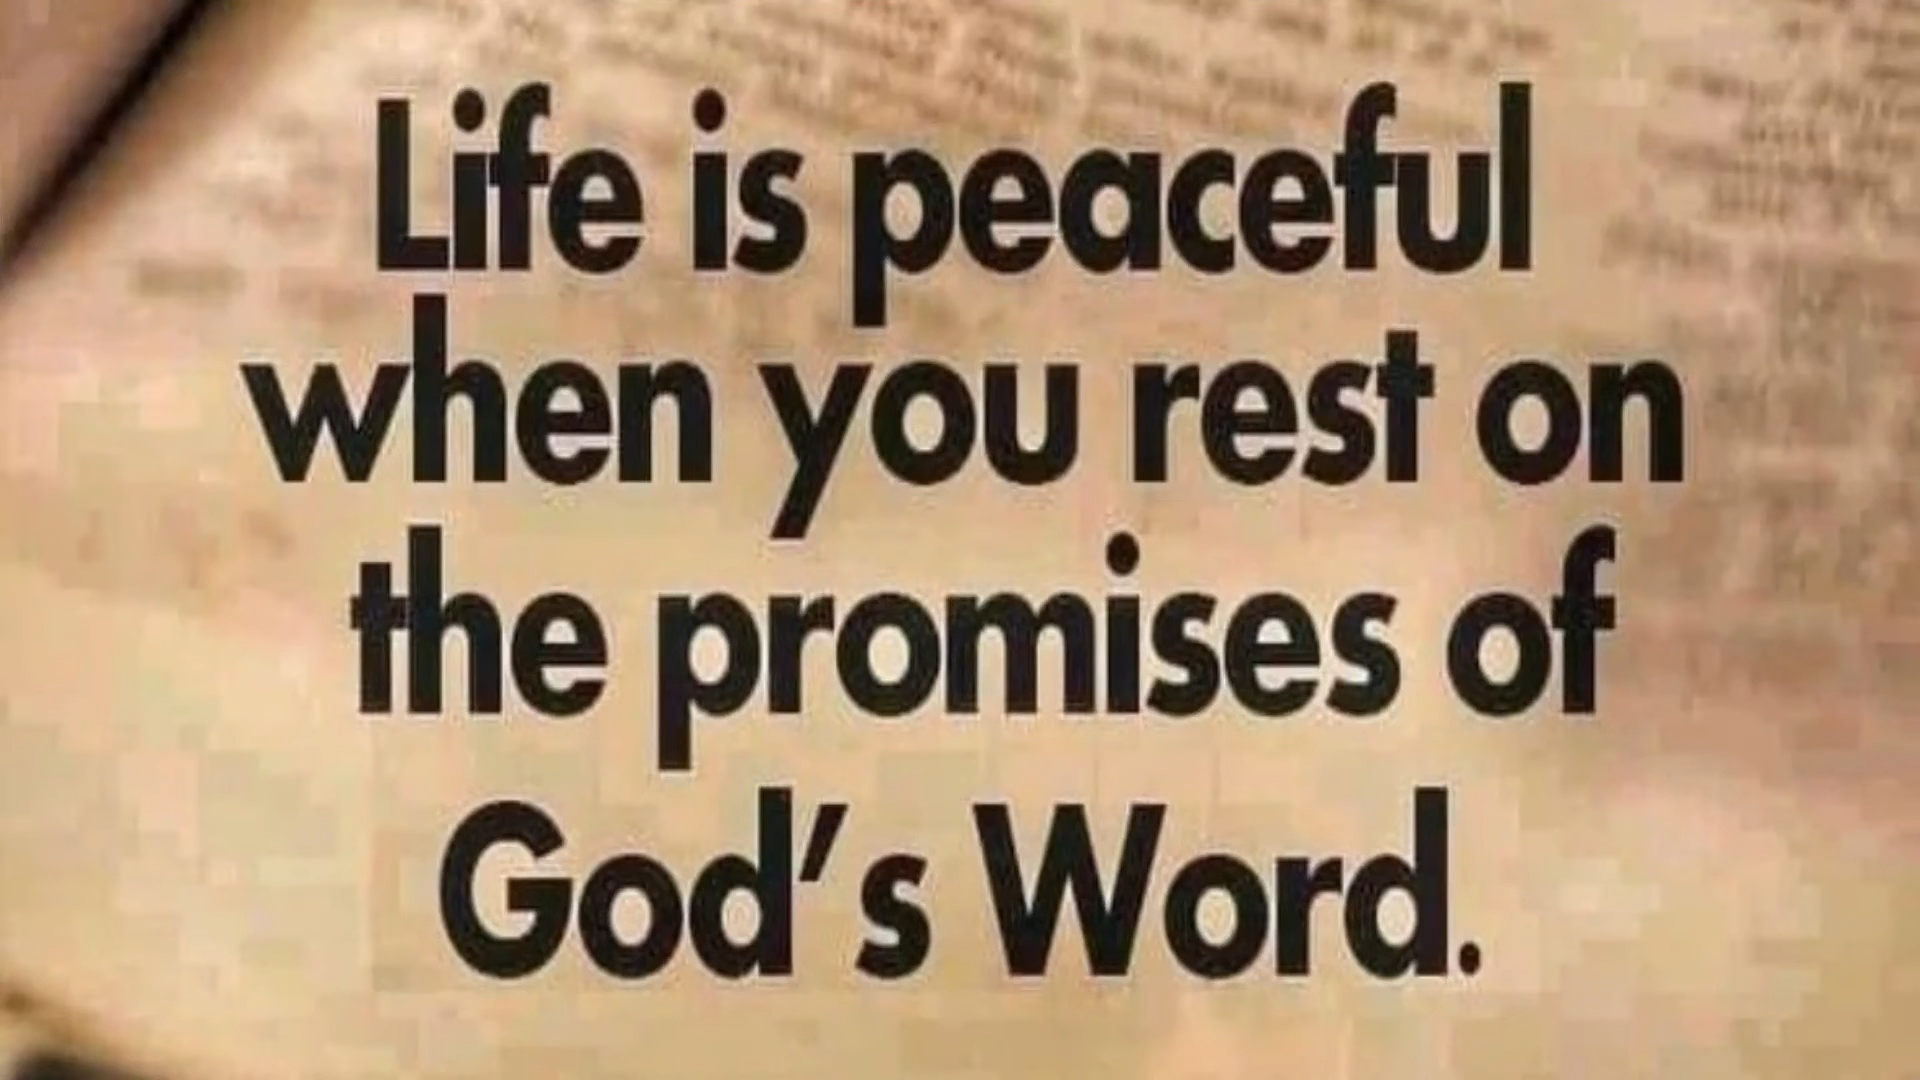 Life is peaceful
when you rest on
the promises of
God's Word.